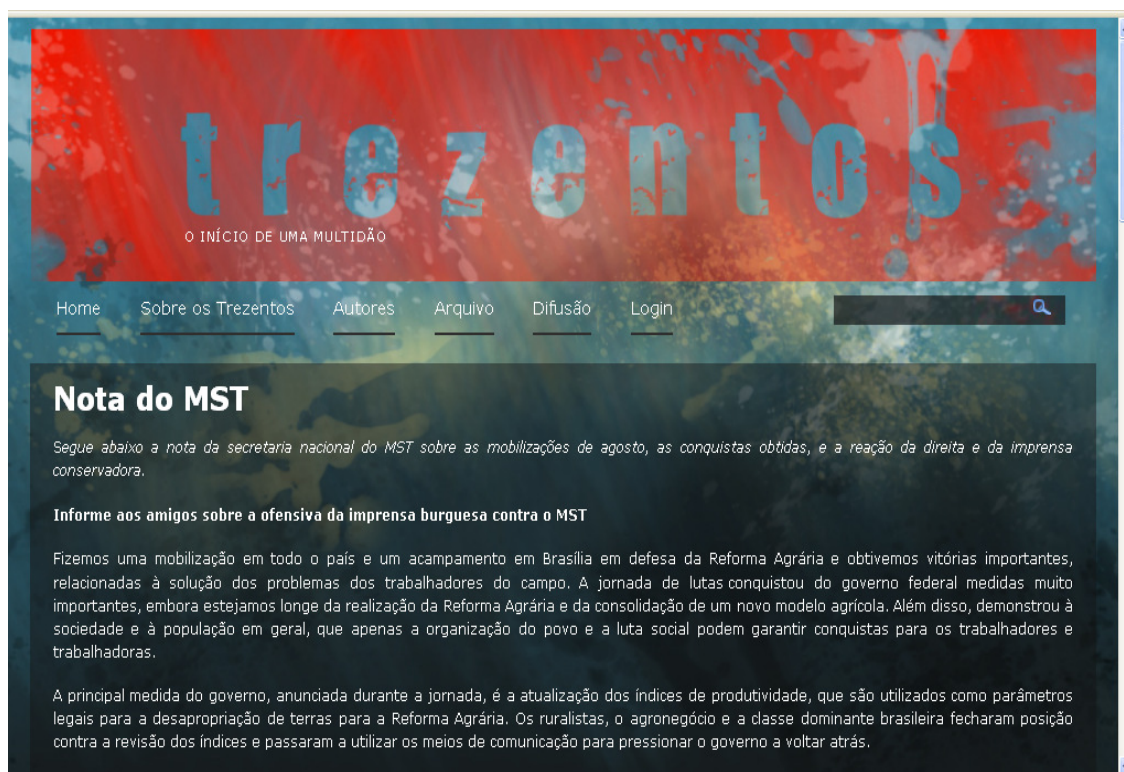 trezentos
O INÍCIO DE UMA MULTIDÃO
Home Sobre os Trezentos Autores Arquivo Difusão Login
Nota do MST
Segue abaixo a nota da secretaria nacional do MST sobre as mobilizações de agosto, as conquistas obtidas, e a reação da direita e da imprensa
conservadora.
Informe aos amigos sobre a ofensiva da imprensa burguesa contra o MST
Fizemos uma mobilização em todo o país e um acampamento em Brasília em defesa da Reforma Agrária e obtivemos vitórias importantes,
relacionadas à solução dos problemas dos trabalhadores do campo. A jornada de lutas conquistou do governo federal medidas muito
importantes, embora estejamos longe da realização da Reforma Agrária e da consolidação de um novo modelo agrícola. Além disso, demonstrou à
sociedade e à população em geral, que apenas a organização do povo e a luta social podem garantir conquistas para os trabalhadores e
trabalhadoras.
A principal medida do governo, anunciada durante a jornada, é a atualização dos índices de produtividade, que são utilizados como parâmetros
legais para a desapropriação de terras para a Reforma Agrária. Os ruralistas, o agronegócio e a classe dominante brasileira fecharam posição
contra a revisão dos índices e passaram a utilizar os meios de comunicação para pressionar o governo a voltar atrás.